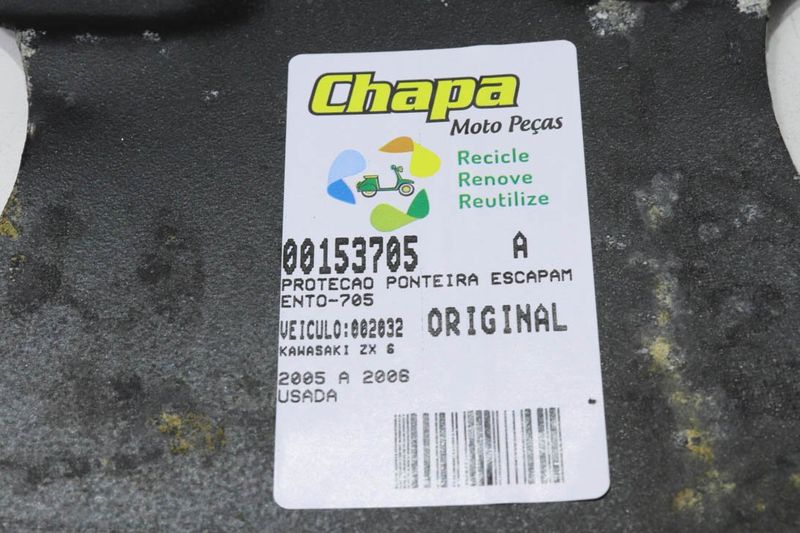 Chapa
Moto Peças
Recicle
Renove
Reutilize
00153705 A
PROTECAO PONTEIRA ESCAPAM
ENTO-705
VEICULO:002032 ORIGINAL
KAWASAKI ZX 6
2005 A 2006
USADA